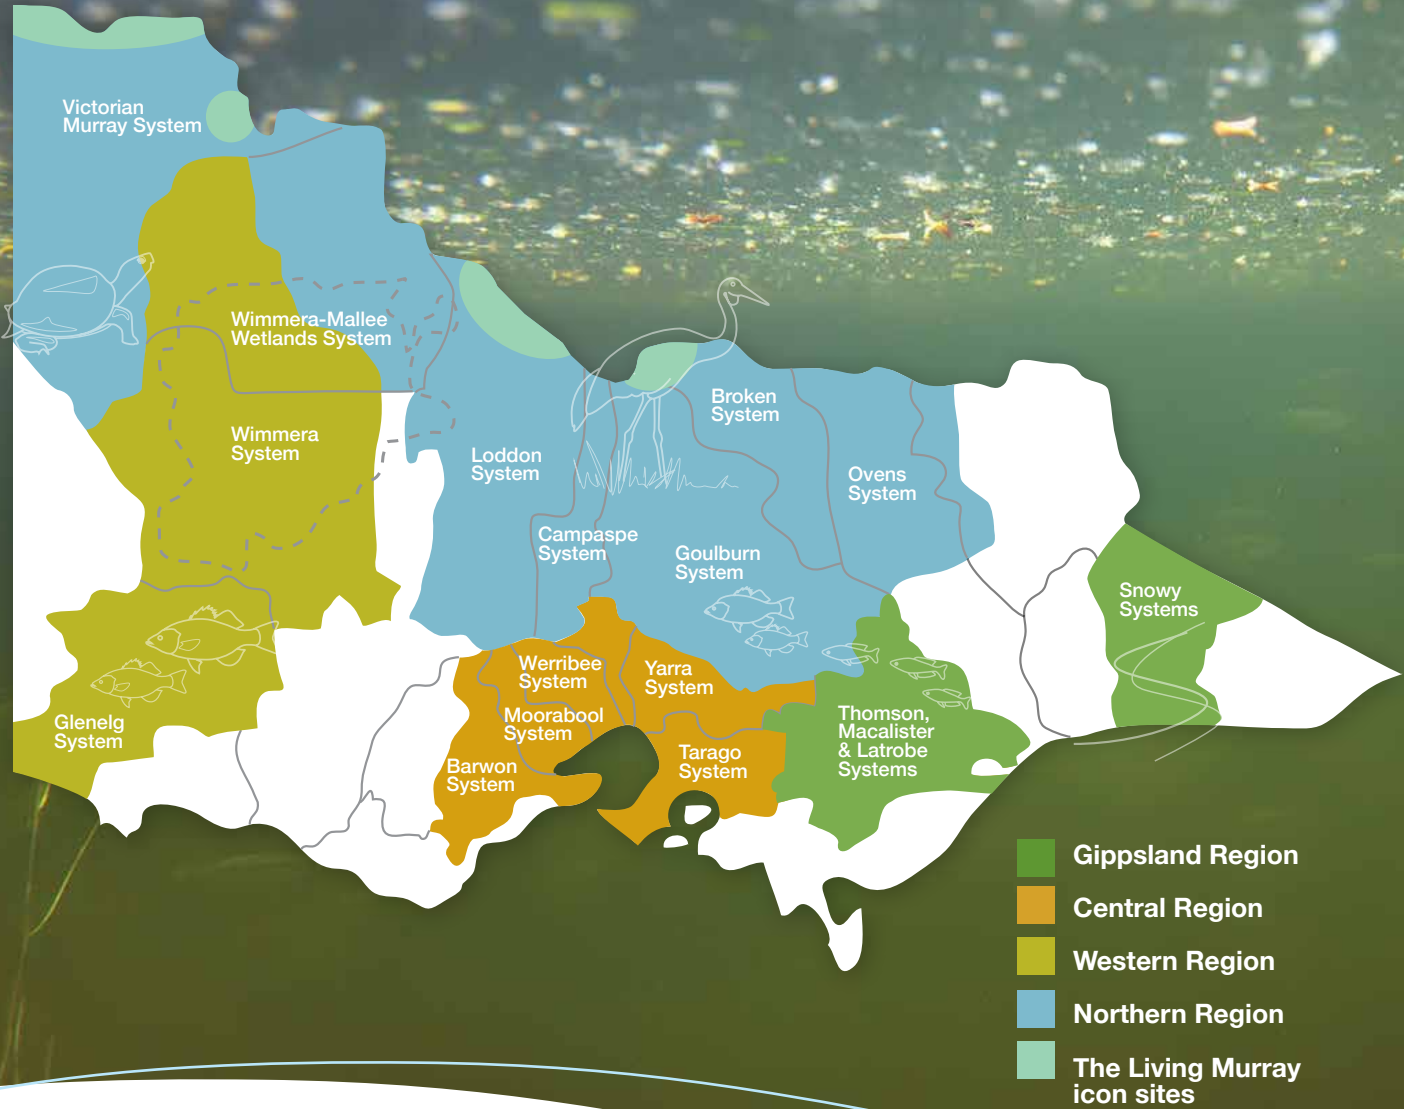 Victorian
Murray System
Wimmera-Mallee
Wetlands System
Wimmera
System
Loddon
System
Campaspe
System
Broken
System
Goulburn
System
Ovens
System
Snowy
Systems
Glenelg
System
Werribee
System
Moorabool
System
Barwon
System
Yarra
System
Tarago
System
Thomson,
Macalister
& Latrobe
Systems
Gippsland Region
Central Region
Western Region
Northern Region
The Living Murray
icon sites